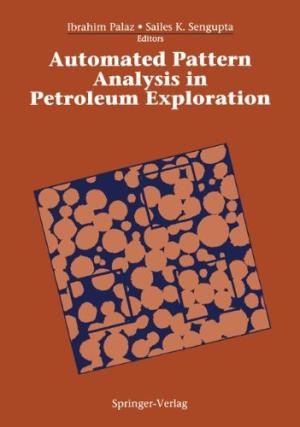 Ibrahim Palaz • Sailes K. Sengupta
Editors
Automated Pattern
Analysis in
Petroleum Exploration
Springer-Verlag